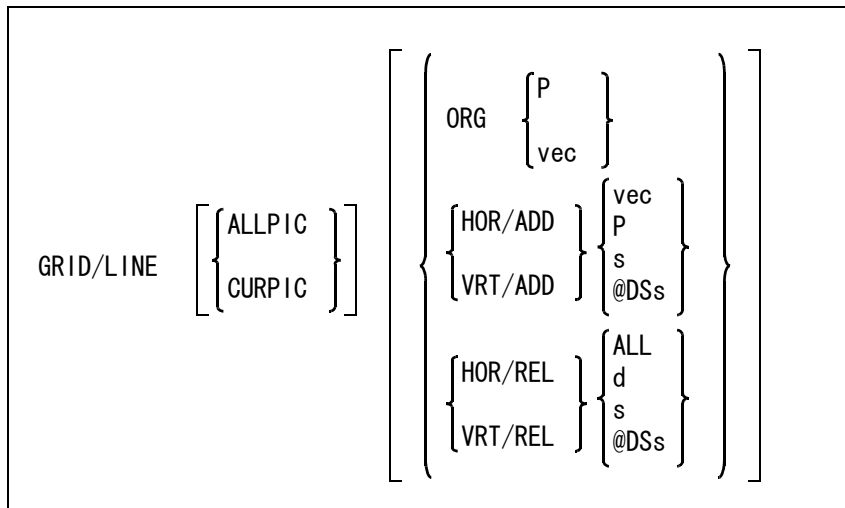 GRID/LINE
ALLPIC
CURPIC
ORG
P
vec
HOR/ADD
VRT/ADD
vec
P
s
@DSs
HOR/REL
VRT/REL
ALL
d
s
@DSs